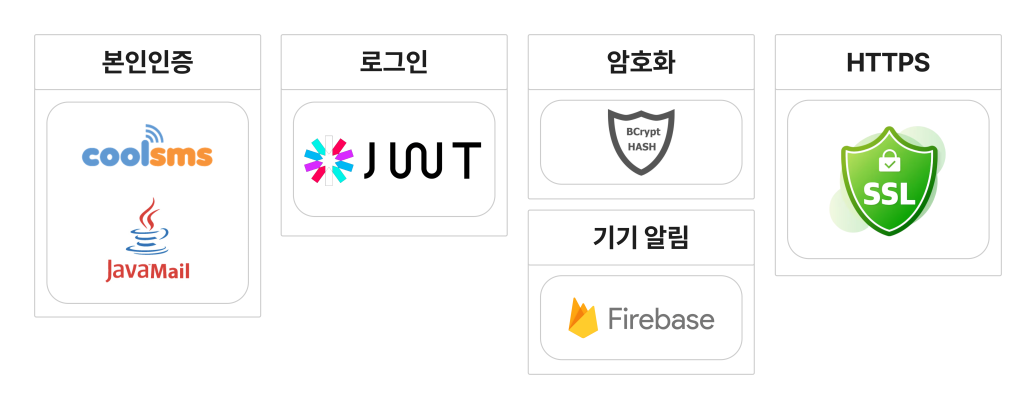 본인인증
coolsms
JavaMail
로그인
JWT
암호화
BCrypt
HASH
기기 알림
Firebase
HTTPS
SSL